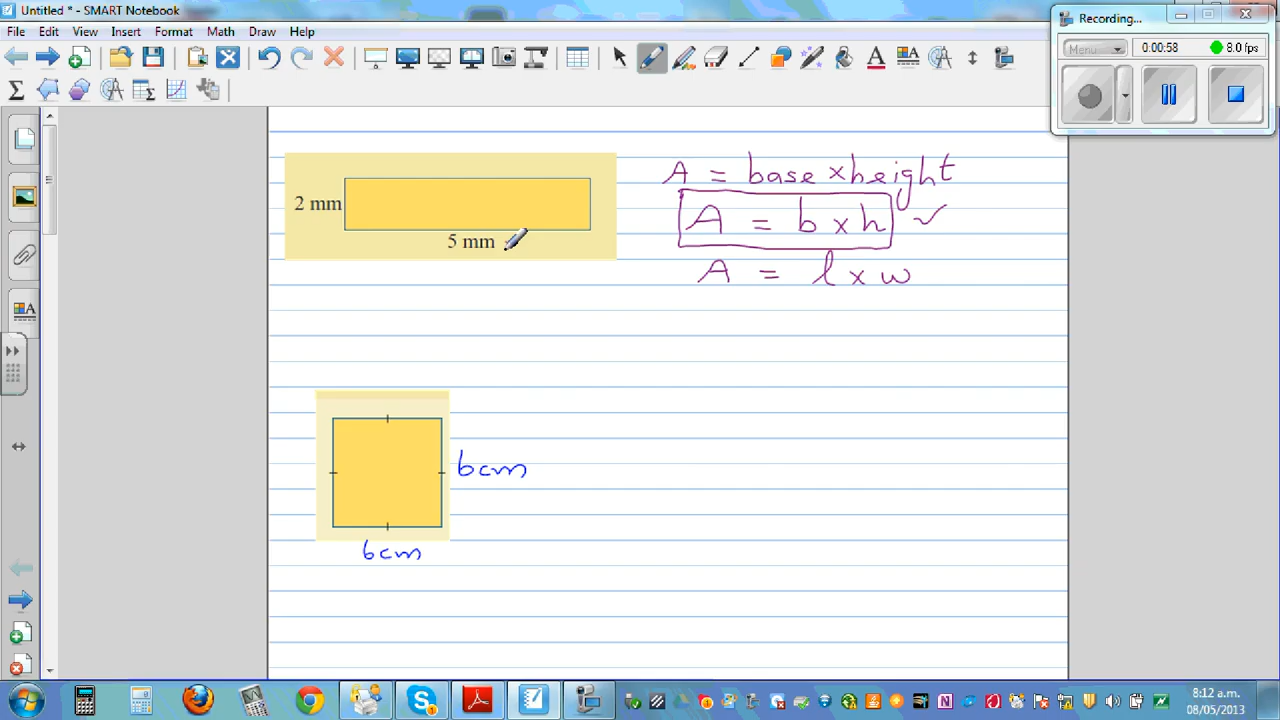 Untitled * - SMART Notebook
File Edit View Insert Format Math Draw Help
Recording...
Menu 0:00:58 8.0 fps
A = base × height
2 mm
A = b × h ✓
5 mm
A = l × w
6cm
6cm
8:12 a.m.
08/05/2013